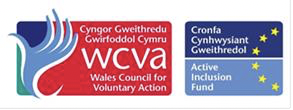 Cyngor Gweithredu
Gwirfoddol Cymru
wcva
Wales Council for
Voluntary Action
Cronfa
Cynhwysiant
Gweithredol
Active
Inclusion
Fund